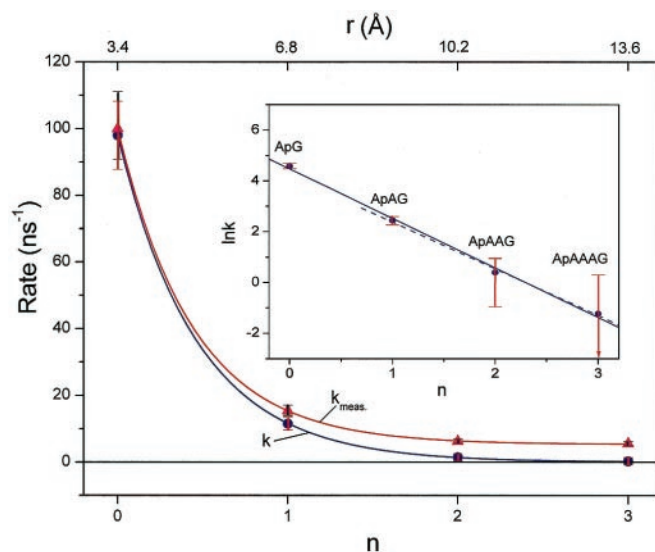 r (Å)
3.4 6.8 10.2 13.6
120
100
80
60
40
20
0
Rate (ns⁻¹)
6
4
2
0
-2
lnk
ApG
ApAG
ApAAG
ApAAAG
0 1 2 3
n
k meas.
k
0 1 2 3
n